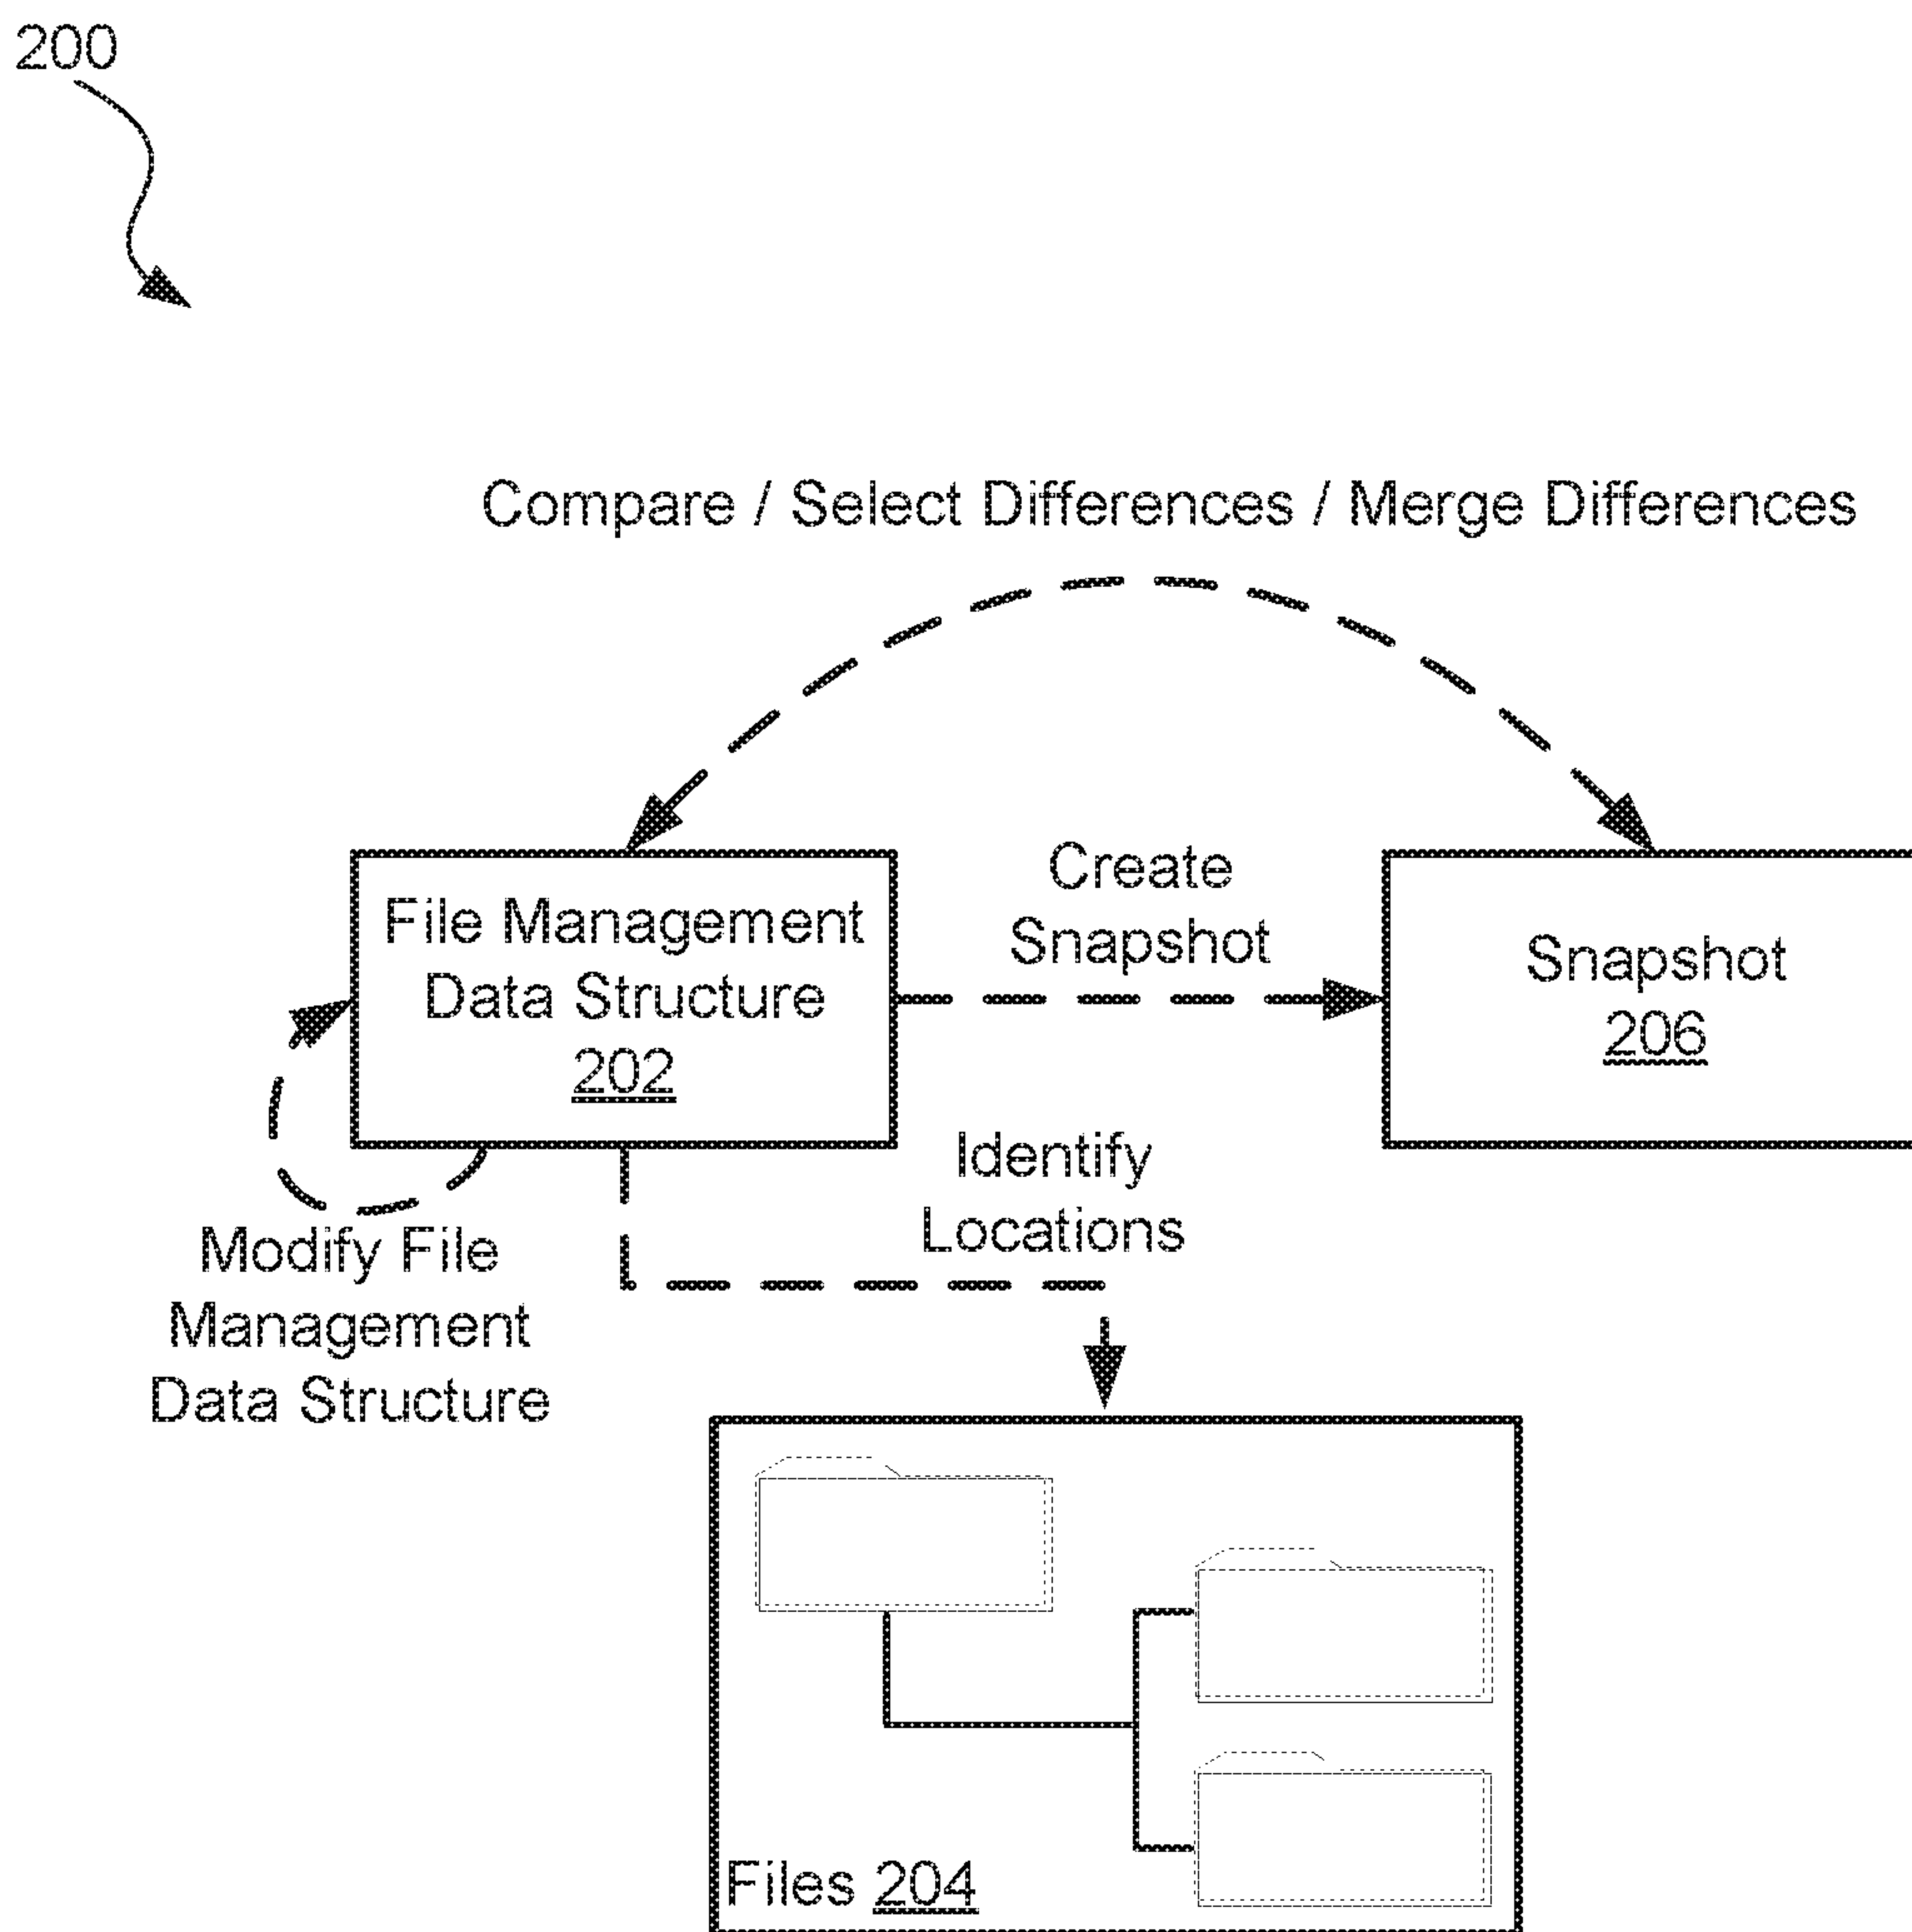 200
Compare / Select Differences / Merge Differences
File Management
Data Structure
202
Create
Snapshot
Snapshot
206
Identify
Locations
Modify File
Management
Data Structure
Files 204